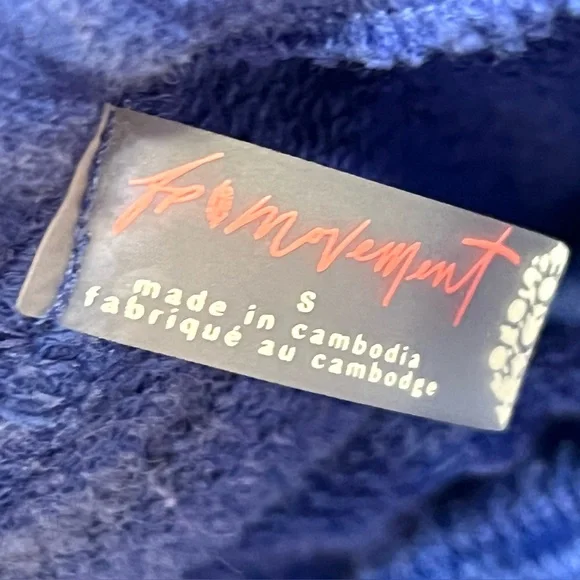 fp movement
S
made in cambodia
fabriqué au cambodge